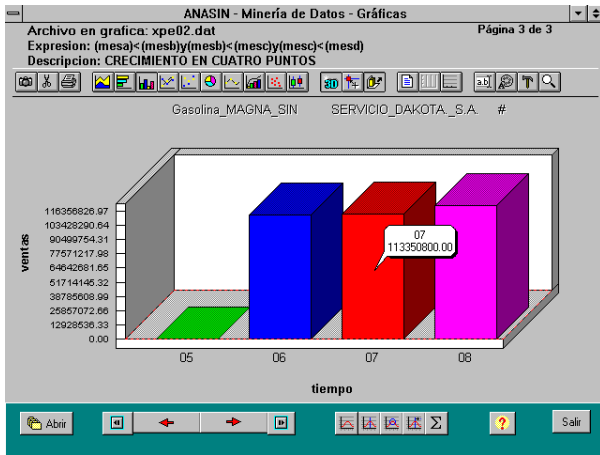 ANASIN - Minería de Datos - Gráficas
Archivo en grafica: xpe02.dat
Página 3 de 3
Expresion: (mesa)<(mesb)y(mesb)<(mesc)y(mesc)<(mesd)
Descripcion: CRECIMIENTO EN CUATRO PUNTOS
3D
a.b
Gasolina_MAGNA_SIN SERVICIO_DAKOTA._S.A. #
116356826.97
103428290.64
90499754.31
77571217.98
64642681.65
51714145.32
38785608.99
25857072.66
12928536.33
0.00
ventas
07
113350800.00
05 06 07 08
tiempo
Abrir
Σ
?
Salir